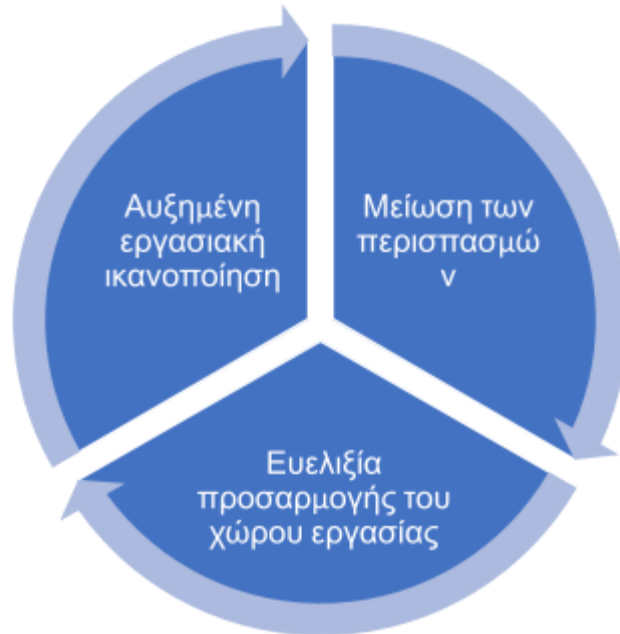 Αυξημένη
εργασιακή
ικανοποίηση
Μείωση των
περισπασμώ
ν
Ευελιξία
προσαρμογής του
χώρου εργασίας